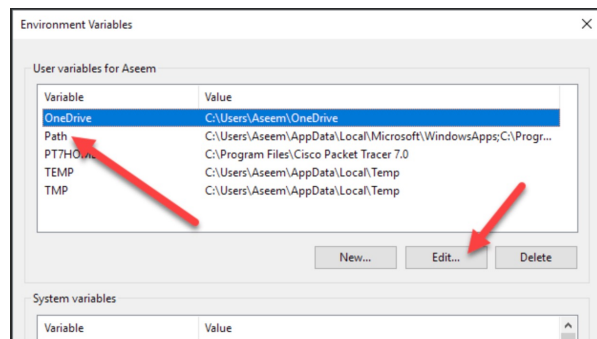 Environment Variables
User variables for Aseem
Variable Value
OneDrive C:\Users\Aseem\OneDrive
Path C:\Users\Aseem\AppData\Local\Microsoft\WindowsApps;C:\Progr...
C:\Program Files\Cisco Packet Tracer 7.0
TEMP C:\Users\Aseem\AppData\Local\Temp
TMP C:\Users\Aseem\AppData\Local\Temp
New... Edit... Delete
System variables
Variable Value